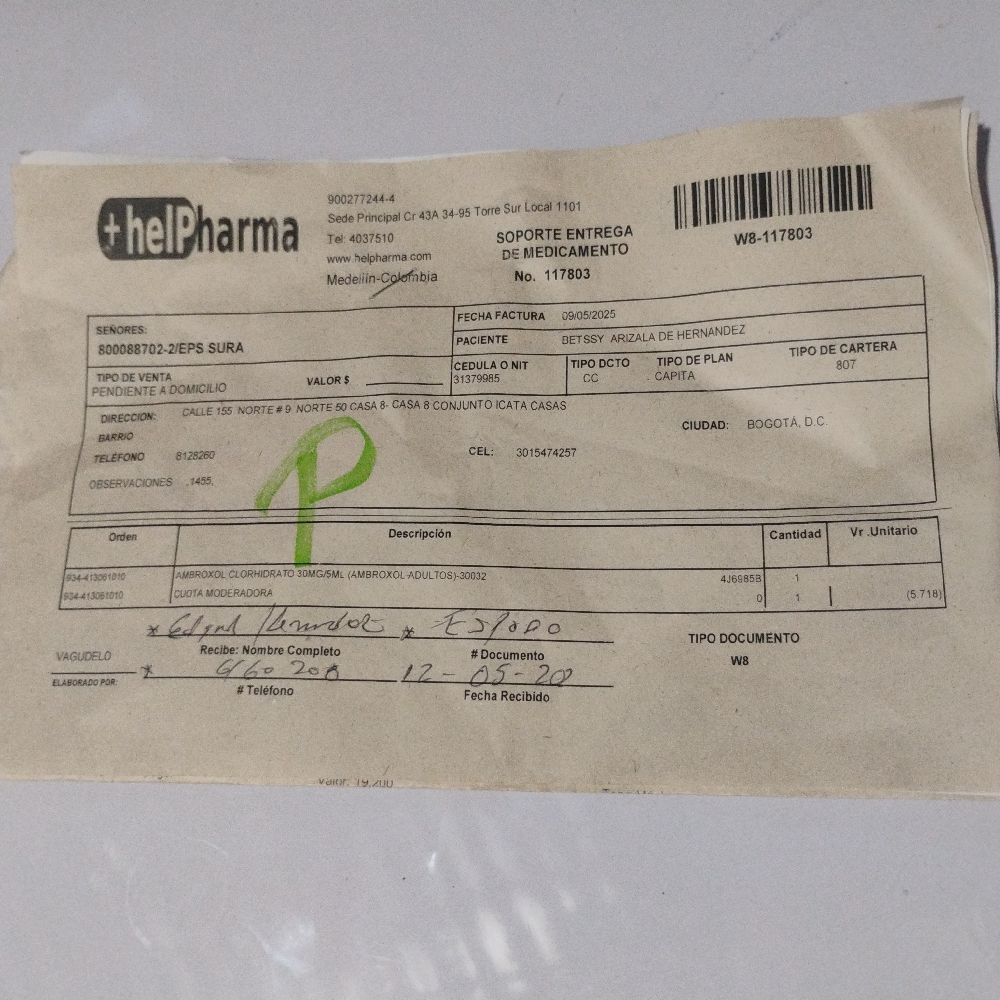 +helPharma
900277244-4
Sede Principal Cr 43A 34-95 Torre Sur Local 1101
Tel: 4037510
www.helpharma.com
Medellin-Colombia
SOPORTE ENTREGA
DE MEDICAMENTO
No. 117803
W8-117803
SEÑORES:
800088702-2/EPS SURA
FECHA FACTURA 09/05/2025
PACIENTE BETSSY ARIZALA DE HERNANDEZ
TIPO DE VENTA
PENDIENTE A DOMICILIO
VALOR $
CEDULA O NIT
31379985
TIPO DCTO
CC
TIPO DE PLAN
CAPITA
TIPO DE CARTERA
807
DIRECCION: CALLE 155 NORTE # 9 NORTE 50 CASA 8- CASA 8 CONJUNTO ICATA CASAS
BARRIO
CIUDAD: BOGOTÁ, D.C.
TELÉFONO 8128260
CEL: 3015474257
OBSERVACIONES .1455.
P
Orden Descripción Cantidad Vr .Unitario
934-413061010 AMBROXOL CLORHIDRATO 30MG/5ML (AMBROXOL-ADULTOS)-30032 4J6985B 1
934-413061010 CUOTA MODERADORA 0 1 (5.718)
* * Esposo
Recibe: Nombre Completo
# Documento
TIPO DOCUMENTO
W8
VAGUDELO
ELABORADO POR:
*
12-05-20
# Teléfono
Fecha Recibido
Valor: 19,200